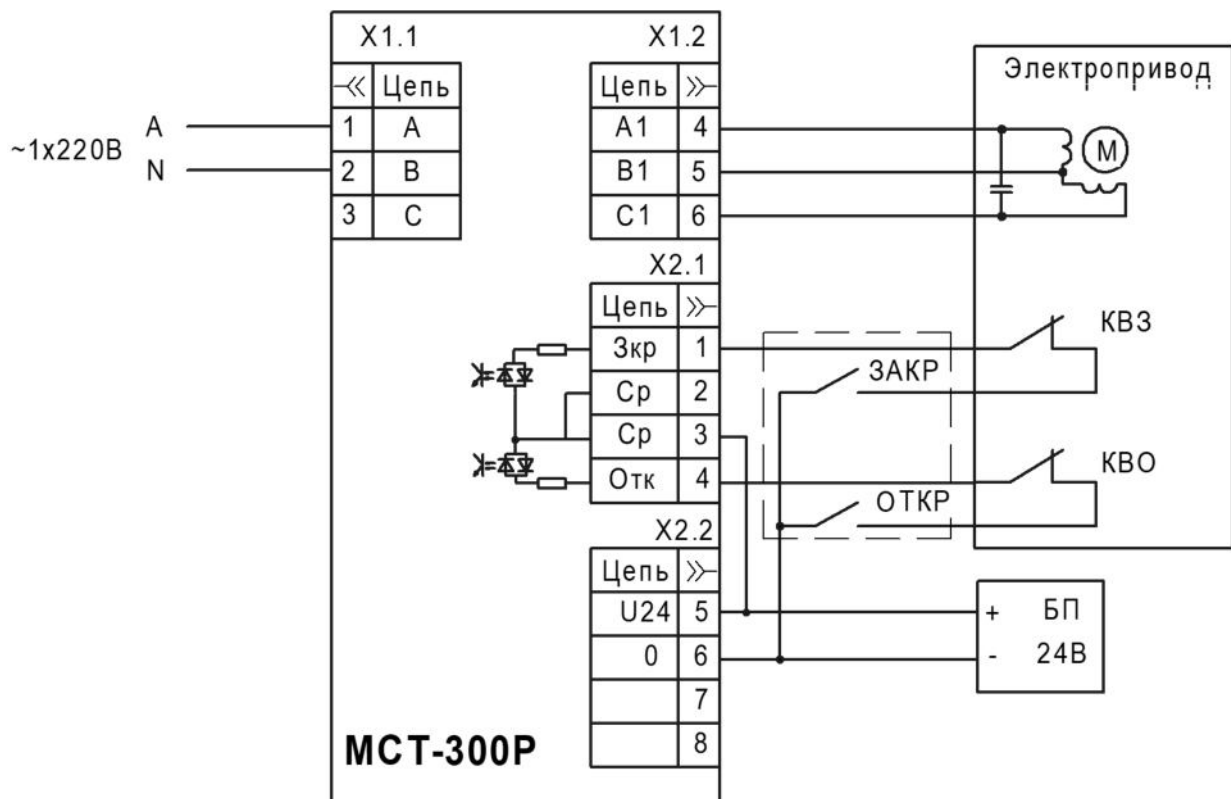 X1.1
Цепь
1 A
2 B
3 C
~1х220В
A
N
X1.2
Цепь
A1 4
B1 5
C1 6
X2.1
Цепь
Зкр 1
Ср 2
Ср 3
Отк 4
X2.2
Цепь
U24 5
0 6
7
8
МСТ-300Р
ЗАКР
ОТКР
Электропривод
М
КВЗ
КВО
+ БП
- 24В